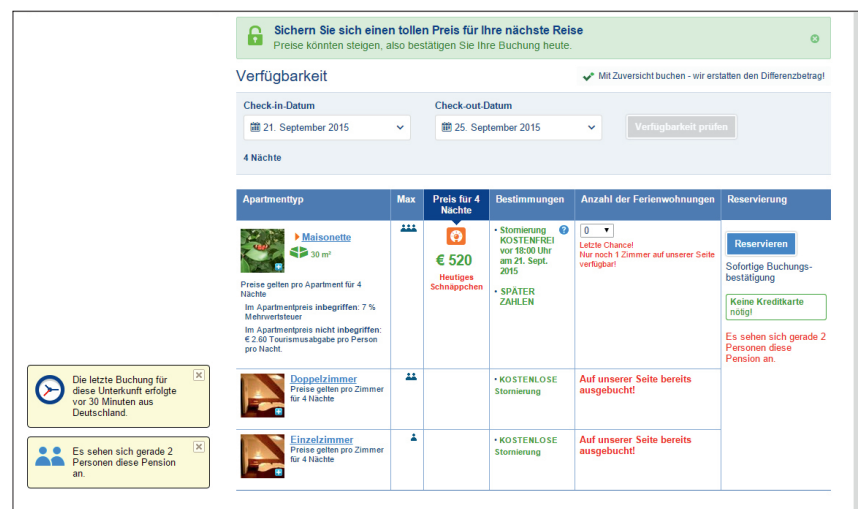 Sichern Sie sich einen tollen Preis für Ihre nächste Reise
Preise könnten steigen, also bestätigen Sie Ihre Buchung heute.
Verfügbarkeit
Mit Zuversicht buchen - wir erstatten den Differenzbetrag!
Check-in-Datum
Check-out-Datum
21. September 2015
25. September 2015
Verfügbarkeit prüfen
4 Nächte
Apartmenttyp
Max
Preis für 4
Nächte
Bestimmungen
Anzahl der Ferienwohnungen
Reservierung
Maisonette
30 m²
Preise gelten pro Apartment für 4
Nächte
Im Apartmentpreis inbegriffen: 7 %
Mehrwertsteuer
Im Apartmentpreis nicht inbegriffen:
€ 2.60 Tourismusabgabe pro Person
pro Nacht.
€ 520
Heutiges
Schnäppchen
• Stornierung
KOSTENFREI
vor 18:00 Uhr
am 21. Sept.
2015
• SPÄTER
ZAHLEN
0
Letzte Chance!
Nur noch 1 Zimmer auf unserer Seite
verfügbar!
Reservieren
Sofortige Buchungs-
bestätigung
Keine Kreditkarte
nötig!
Es sehen sich gerade 2
Personen diese
Pension an.
Doppelzimmer
Preise gelten pro Zimmer
für 4 Nächte
• KOSTENLOSE
Stornierung
Auf unserer Seite bereits
ausgebucht!
Einzelzimmer
Preise gelten pro Zimmer
für 4 Nächte
• KOSTENLOSE
Stornierung
Auf unserer Seite bereits
ausgebucht!
Die letzte Buchung für
diese Unterkunft erfolgte
vor 30 Minuten aus
Deutschland.
Es sehen sich gerade 2
Personen diese Pension
an.